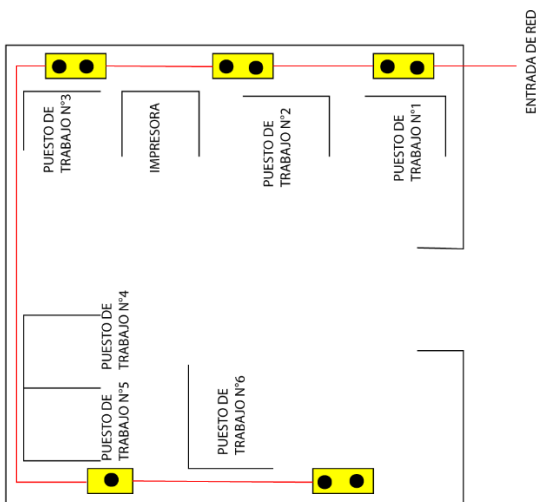 ENTRADA DE RED
PUESTO DE
TRABAJO N°3
IMPRESORA
PUESTO DE
TRABAJO N°2
PUESTO DE
TRABAJO N°1
PUESTO DE
TRABAJO N°4
PUESTO DE
TRABAJO N°5
PUESTO DE
TRABAJO N°6